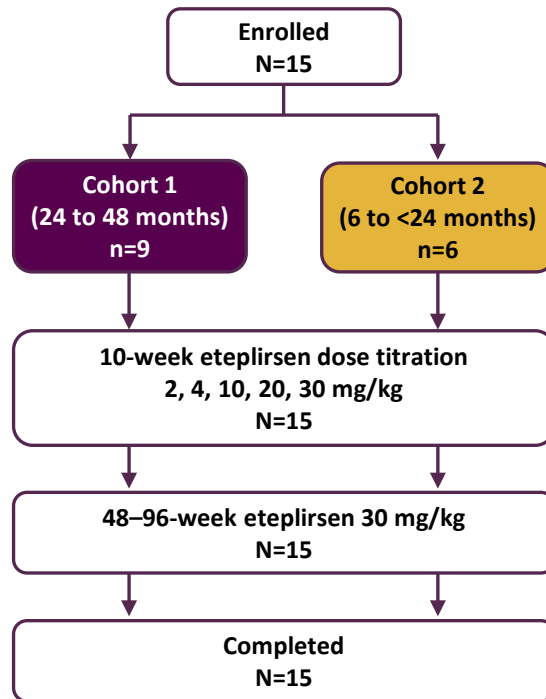 Enrolled
N=15
Cohort 1
(24 to 48 months)
n=9
Cohort 2
(6 to <24 months)
n=6
10-week eteplirsen dose titration
2, 4, 10, 20, 30 mg/kg
N=15
48–96-week eteplirsen 30 mg/kg
N=15
Completed
N=15